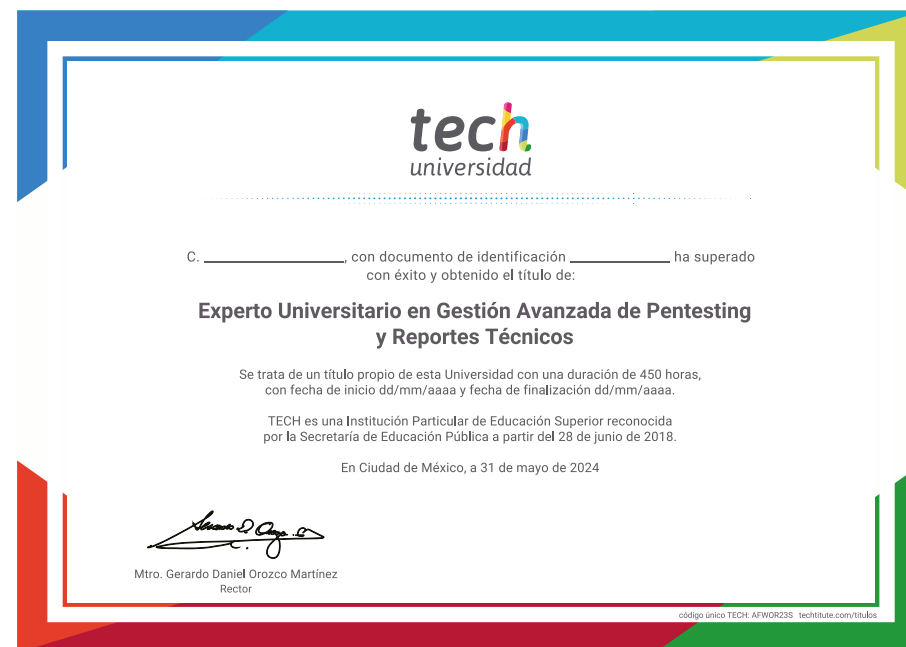 tech
universidad
C. ____________, con documento de identificación ____________ ha superado
con éxito y obtenido el título de:
Experto Universitario en Gestión Avanzada de Pentesting
y Reportes Técnicos
Se trata de un título propio de esta Universidad con una duración de 450 horas,
con fecha de inicio dd/mm/aaaa y fecha de finalización dd/mm/aaaa.
TECH es una Institución Particular de Educación Superior reconocida
por la Secretaría de Educación Pública a partir del 28 de junio de 2018.
En Ciudad de México, a 31 de mayo de 2024
Mtro. Gerardo Daniel Orozco Martínez
Rector
código único TECH: AFWOR23S techtitute.com/titulos